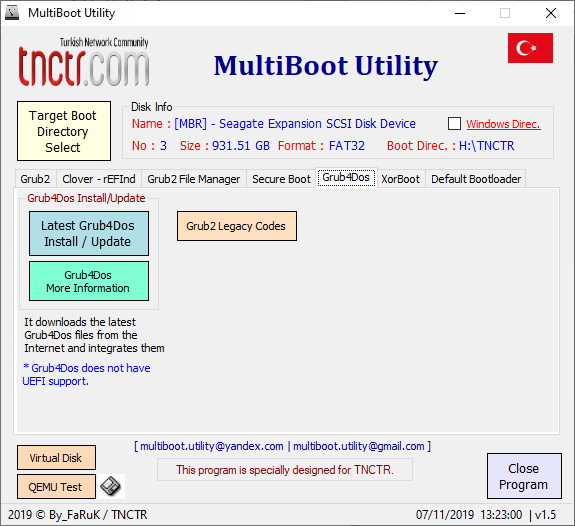 MultiBoot Utility
Turkish Network Community
tnctr.com
MultiBoot Utility
Target Boot
Directory
Select
Disk Info
Name : [MBR] - Seagate Expansion SCSI Disk Device
Windows Direc.
No : 3 Size : 931.51 GB Format : FAT32 Boot Direc. : H:\TNCTR
Grub2 Clover - rEFInd Grub2 File Manager Secure Boot Grub4Dos XorBoot Default Bootloader
Grub4Dos Install/Update
Latest Grub4Dos
Install / Update
Grub2 Legacy Codes
Grub4Dos
More Information
It downloads the latest
Grub4Dos files from the
Internet and integrates them
* Grub4Dos does not have
UEFI support.
[ multiboot.utility@yandex.com | multiboot.utility@gmail.com ]
Virtual Disk
This program is specially designed for TNCTR.
QEMU Test
Close
Program
2019 © By_FaRuK / TNCTR
07/11/2019 13:23:00 | v1.5